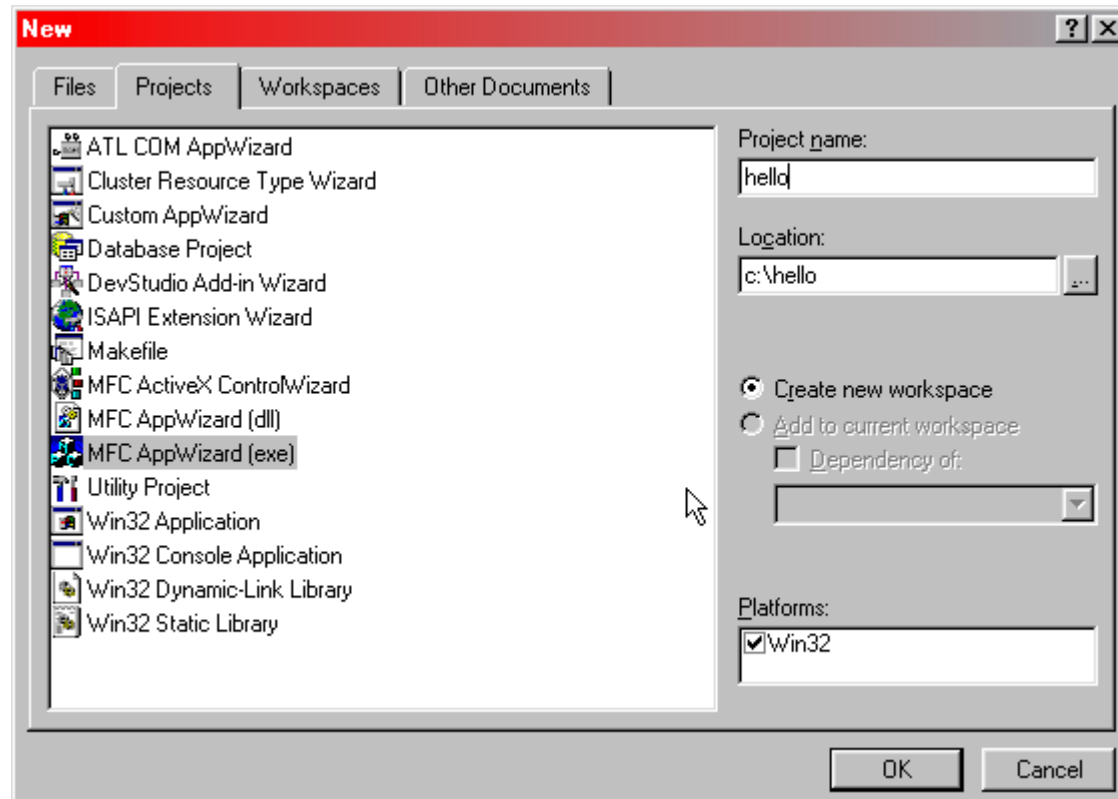 New
Files
Projects
Workspaces
Other Documents
ATL COM AppWizard
Cluster Resource Type Wizard
Custom AppWizard
Database Project
DevStudio Add-in Wizard
ISAPI Extension Wizard
Makefile
MFC ActiveX ControlWizard
MFC AppWizard (dll)
MFC AppWizard (exe)
Utility Project
Win32 Application
Win32 Console Application
Win32 Dynamic-Link Library
Win32 Static Library
Project name:
hello
Location:
c:\hello
...
Create new workspace
Add to current workspace
Dependency of:
Platforms:
Win32
OK
Cancel